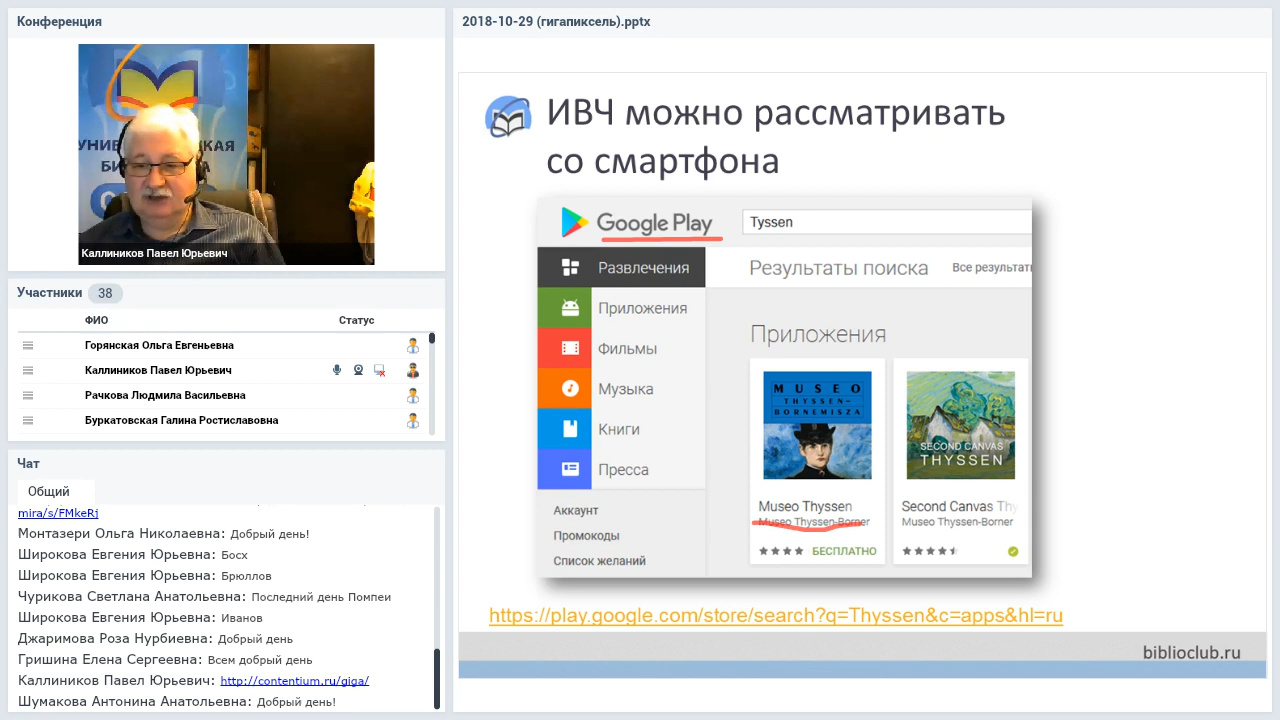 Конференция
Каллиников Павел Юрьевич
Участники 38
ФИО Статус
Горянская Ольга Евгеньевна
Каллиников Павел Юрьевич
Рачкова Людмила Васильевна
Буркатовская Галина Ростиславовна
Чат
Общий
mira/s/FMkeRj
Монтазери Ольга Николаевна: Добрый день!
Широкова Евгения Юрьевна: Босх
Широкова Евгения Юрьевна: Брюллов
Чурикова Светлана Анатольевна: Последний день Помпеи
Широкова Евгения Юрьевна: Иванов
Джаримова Роза Нурбиевна: Добрый день
Гришина Елена Сергеевна: Всем добрый день
Каллиников Павел Юрьевич: http://contentium.ru/giga/
Шумакова Антонина Анатольевна: Добрый день!
2018-10-29 (гигапиксель).pptx
ИВЧ можно рассматривать
со смартфона
Google Play
Tyssen
Развлечения
Приложения
Фильмы
Музыка
Книги
Пресса
Аккаунт
Промокоды
Список желаний
Результаты поиска Все результат
Приложения
MUSEO
THYSSEN-
BORNEMISZA
Museo Thyssen
Museo Thyssen-Borner
БЕСПЛАТНО
SECOND CANVAS
THYSSEN
Second Canvas Th
Museo Thyssen-Borner
https://play.google.com/store/search?q=Thyssen&c=apps&hl=ru
biblioclub.ru